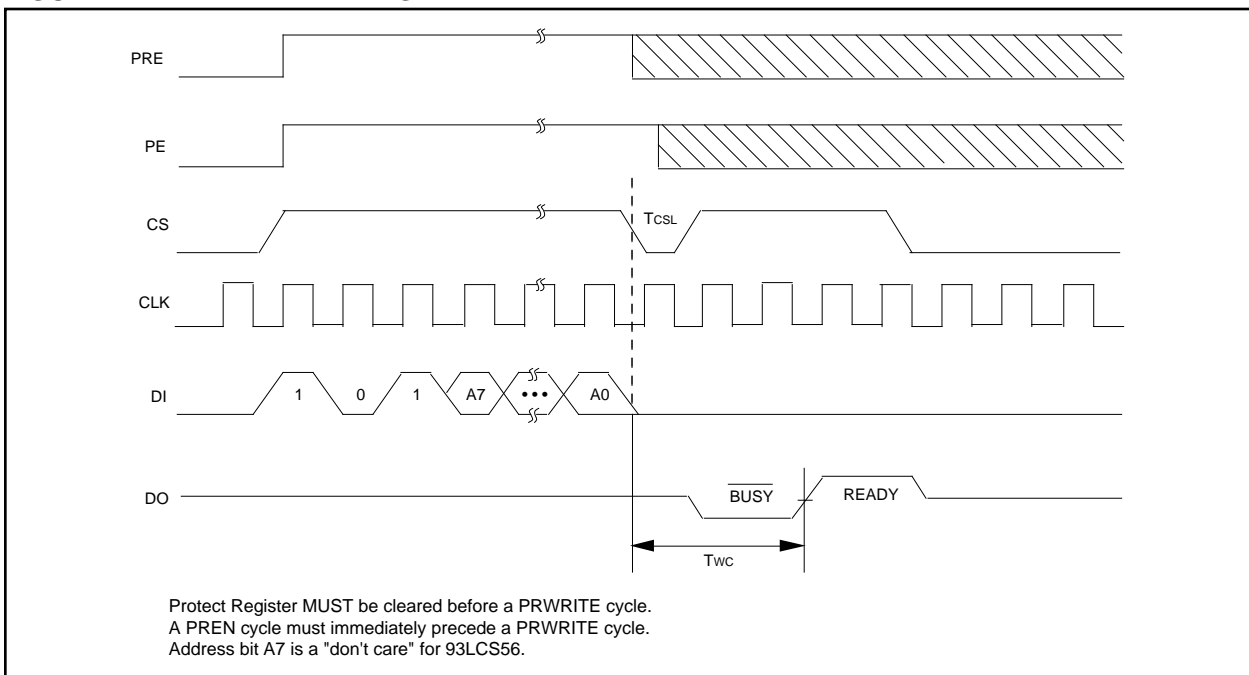 PRE
PE
CS
TCSL
CLK
DI
1
0
1
A7
•••
A0
DO
BUSY
READY
TWC
Protect Register MUST be cleared before a PRWRITE cycle.
A PREN cycle must immediately precede a PRWRITE cycle.
Address bit A7 is a "don't care" for 93LCS56.